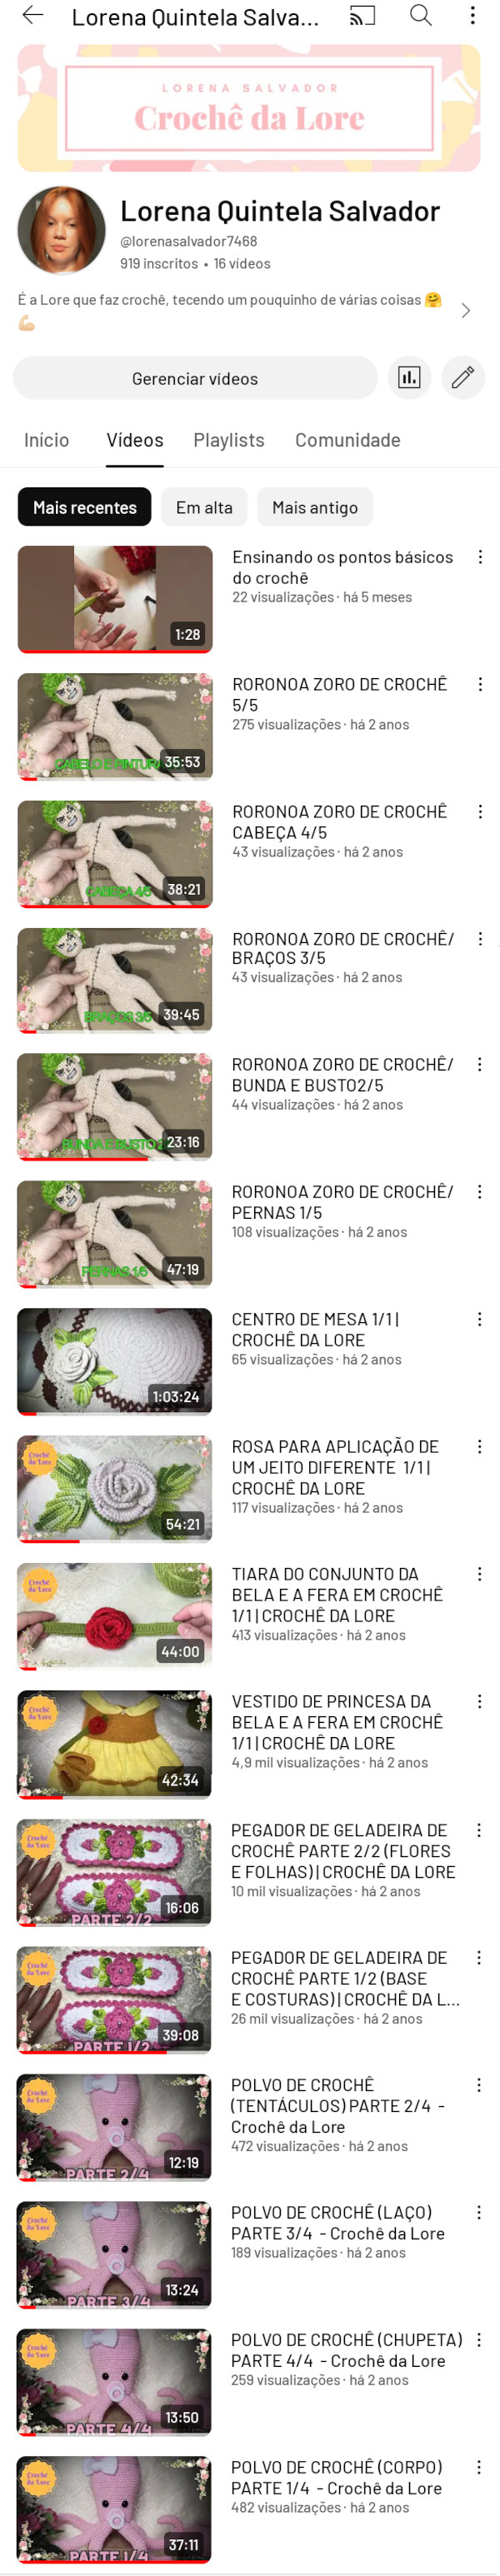 Lorena Quintela Salva...
LORENA SALVADOR
Crochê da Lore
Lorena Quintela Salvador
@lorenasalvador7468
919 inscritos • 16 vídeos
É a Lore que faz crochê, tecendo um pouquinho de várias coisas 🤗
💪🏻
Gerenciar vídeos
Início Vídeos Playlists Comunidade
Mais recentes Em alta Mais antigo
1:28
Ensinando os pontos básicos
do crochê
22 visualizações · há 5 meses
CABELO E PINTURA
35:53
RORONOA ZORO DE CROCHÊ
5/5
275 visualizações · há 2 anos
CABEÇA 4/5
38:21
RORONOA ZORO DE CROCHÊ
CABEÇA 4/5
43 visualizações · há 2 anos
BRAÇOS 3/5
39:45
RORONOA ZORO DE CROCHÊ/
BRAÇOS 3/5
43 visualizações · há 2 anos
BUNDA E BUSTO 2
23:16
RORONOA ZORO DE CROCHÊ/
BUNDA E BUSTO2/5
44 visualizações · há 2 anos
PERNAS 1/5
47:19
RORONOA ZORO DE CROCHÊ/
PERNAS 1/5
108 visualizações · há 2 anos
1:03:24
CENTRO DE MESA 1/1 |
CROCHÊ DA LORE
65 visualizações · há 2 anos
Crochê
da Lore
54:21
ROSA PARA APLICAÇÃO DE
UM JEITO DIFERENTE 1/1 |
CROCHÊ DA LORE
117 visualizações · há 2 anos
Crochê
da Lore
44:00
TIARA DO CONJUNTO DA
BELA E A FERA EM CROCHÊ
1/1 | CROCHÊ DA LORE
413 visualizações · há 2 anos
Crochê
da Lore
42:34
VESTIDO DE PRINCESA DA
BELA E A FERA EM CROCHÊ
1/1 | CROCHÊ DA LORE
4,9 mil visualizações · há 2 anos
Crochê
da Lore
PARTE 2/2
16:06
PEGADOR DE GELADEIRA DE
CROCHÊ PARTE 2/2 (FLORES
E FOLHAS) | CROCHÊ DA LORE
10 mil visualizações · há 2 anos
Crochê
da Lore
PARTE 1/2
39:08
PEGADOR DE GELADEIRA DE
CROCHÊ PARTE 1/2 (BASE
E COSTURAS) | CROCHÊ DA L...
26 mil visualizações · há 2 anos
Crochê
da Lore
PARTE 2/4
12:19
POLVO DE CROCHÊ
(TENTÁCULOS) PARTE 2/4 -
Crochê da Lore
472 visualizações · há 2 anos
Crochê
da Lore
PARTE 3/4
13:24
POLVO DE CROCHÊ (LAÇO)
PARTE 3/4 - Crochê da Lore
189 visualizações · há 2 anos
Crochê
da Lore
PARTE 4/4
13:50
POLVO DE CROCHÊ (CHUPETA)
PARTE 4/4 - Crochê da Lore
259 visualizações · há 2 anos
Crochê
da Lore
PARTE 1/4
37:11
POLVO DE CROCHÊ (CORPO)
PARTE 1/4 - Crochê da Lore
482 visualizações · há 2 anos